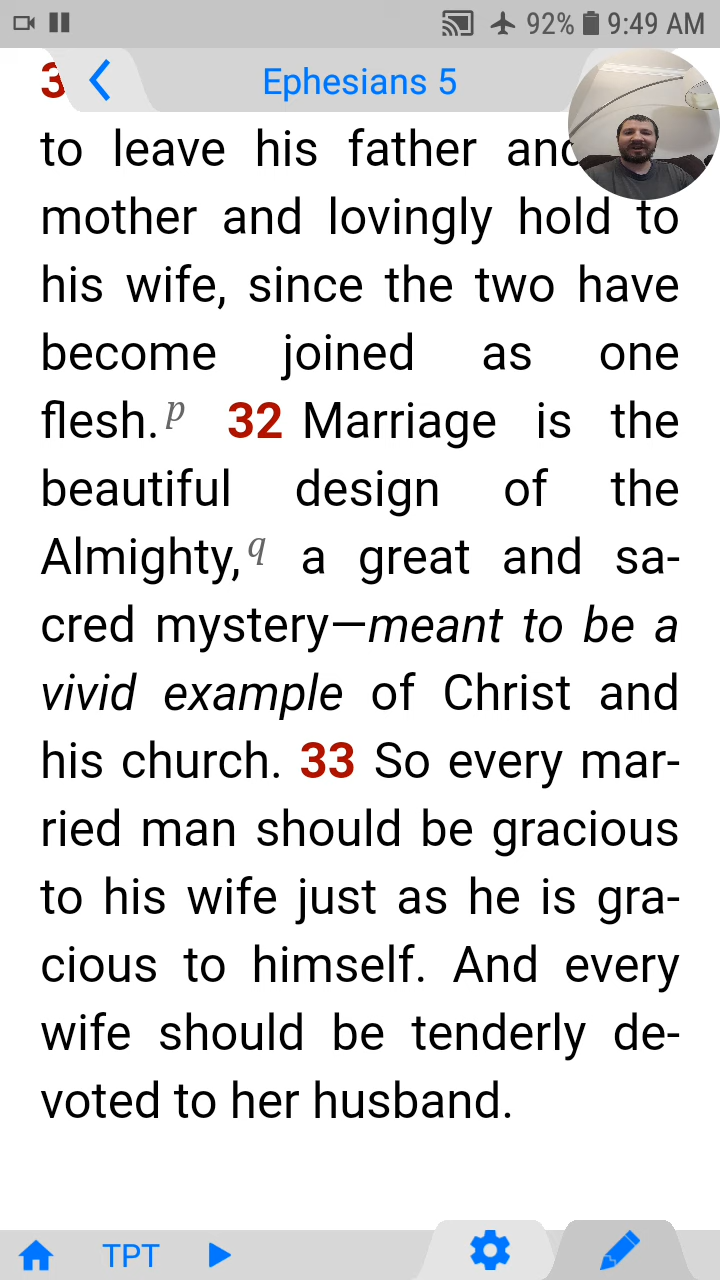 92% 9:49 AM
Ephesians 5
to leave his father
mother and lovingly hold to
his wife, since the two have
become joined as one
flesh. p 32 Marriage is the
beautiful design of the
Almighty, q a great and sa-
cred mystery—meant to be a
vivid example of Christ and
his church. 33 So every mar-
ried man should be gracious
to his wife just as he is gra-
cious to himself. And every
wife should be tenderly de-
voted to her husband.
TPT